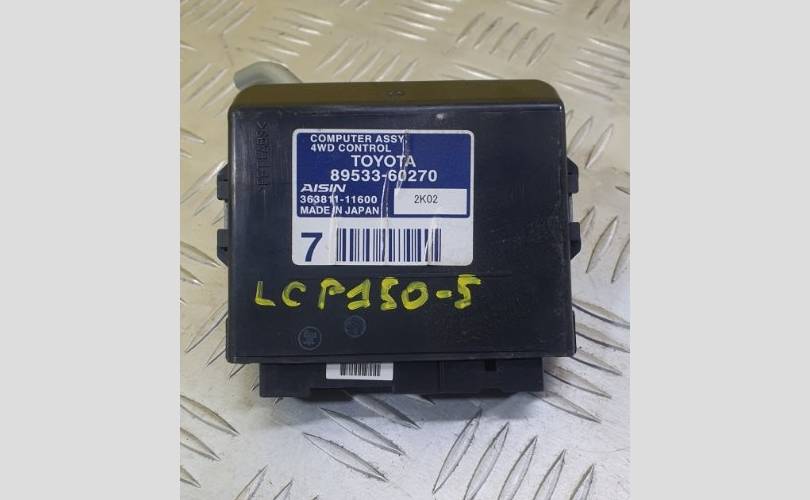 COMPUTER ASSY,
4WD CONTROL
TOYOTA
89533-60270
AISIN
363811-11600
2K02
MADE IN JAPAN
7
LCP150-5